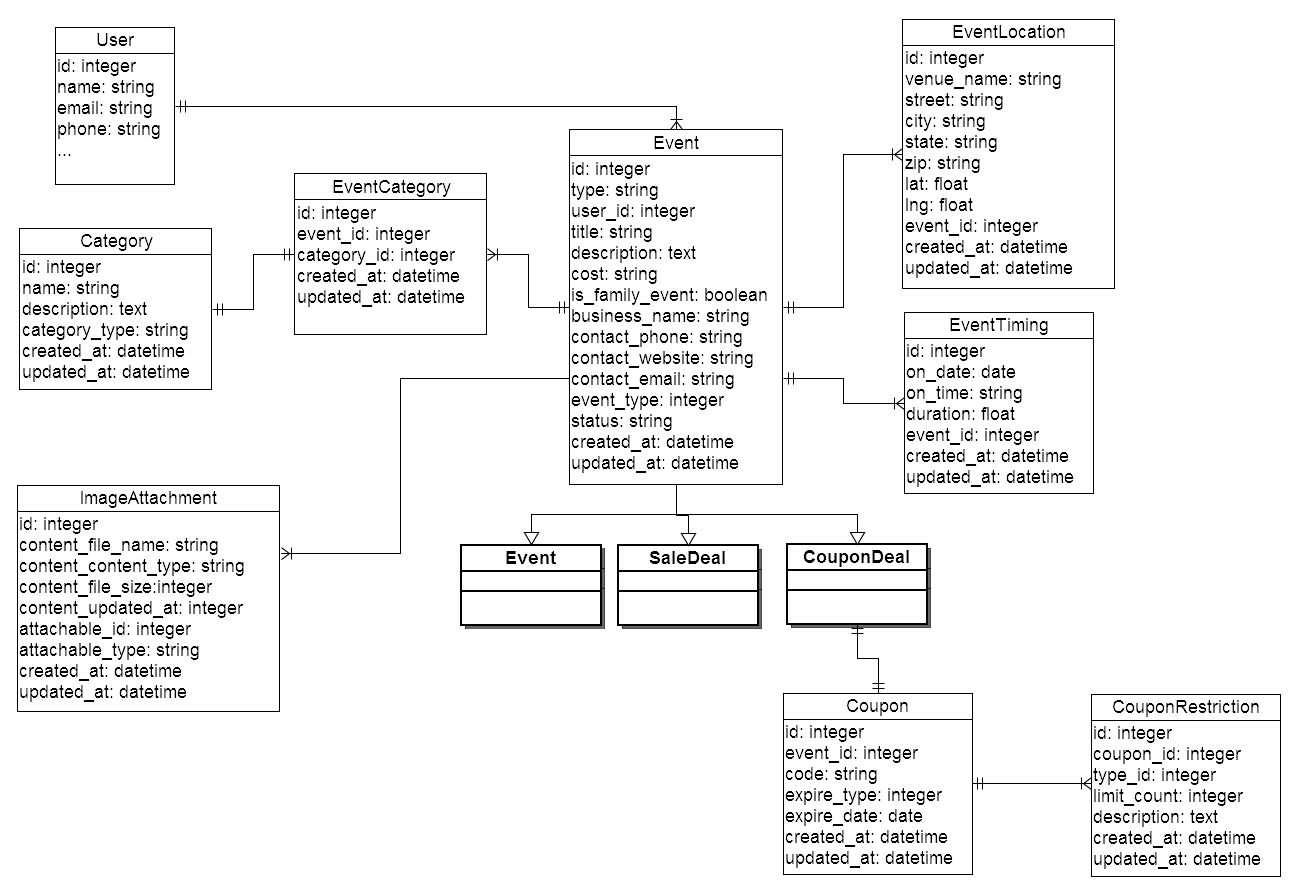 User
id: integer
name: string
email: string
phone: string
...
EventLocation
id: integer
venue_name: string
street: string
city: string
state: string
zip: string
lat: float
lng: float
event_id: integer
created_at: datetime
updated_at: datetime
Event
id: integer
type: string
user_id: integer
title: string
description: text
cost: string
is_family_event: boolean
business_name: string
contact_phone: string
contact_website: string
contact_email: string
event_type: integer
status: string
created_at: datetime
updated_at: datetime
EventCategory
id: integer
event_id: integer
category_id: integer
created_at: datetime
updated_at: datetime
Category
id: integer
name: string
description: text
category_type: string
created_at: datetime
updated_at: datetime
EventTiming
id: integer
on_date: date
on_time: string
duration: float
event_id: integer
created_at: datetime
updated_at: datetime
ImageAttachment
id: integer
content_file_name: string
content_content_type: string
content_file_size:integer
content_updated_at: integer
attachable_id: integer
attachable_type: string
created_at: datetime
updated_at: datetime
Event
SaleDeal
CouponDeal
Coupon
id: integer
event_id: integer
code: string
expire_type: integer
expire_date: date
created_at: datetime
updated_at: datetime
CouponRestriction
id: integer
coupon_id: integer
type_id: integer
limit_count: integer
description: text
created_at: datetime
updated_at: datetime